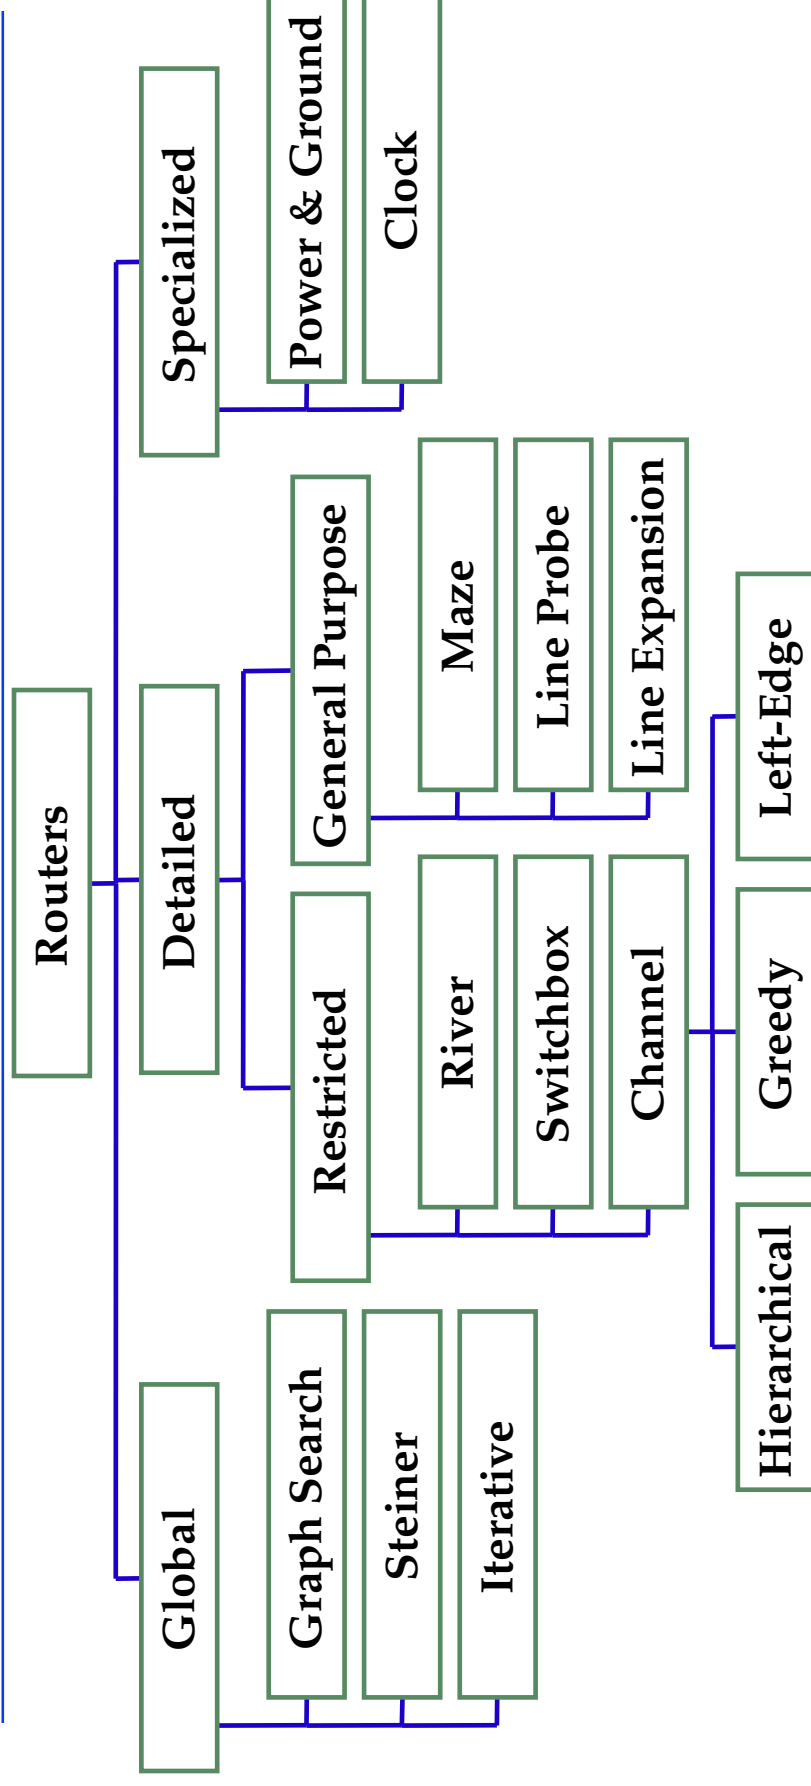 Routers
Global
Detailed
Specialized
Graph Search
Steiner
Iterative
Restricted
General Purpose
River
Switchbox
Channel
Maze
Line Probe
Line Expansion
Power & Ground
Clock
Hierarchical
Greedy
Left-Edge